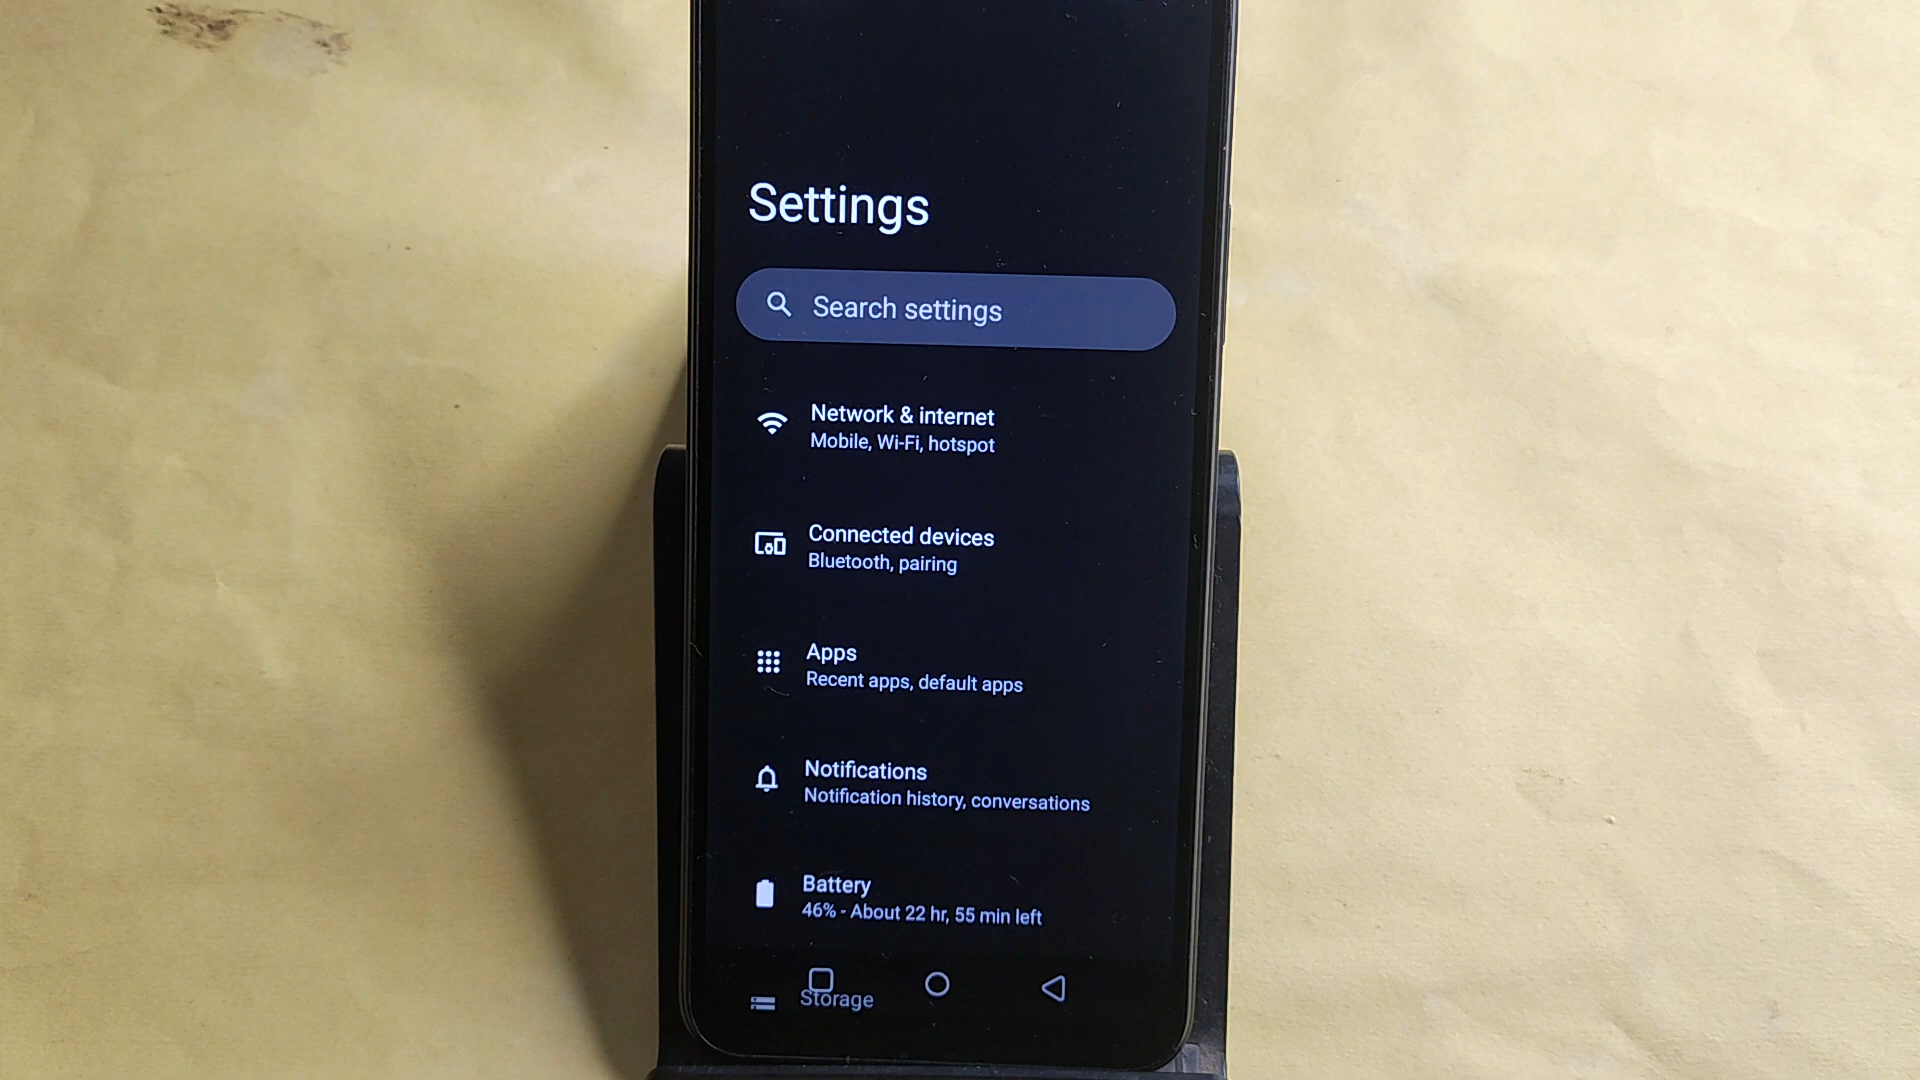 Settings
Search settings
Network & internet
Mobile, Wi-Fi, hotspot
Connected devices
Bluetooth, pairing
Apps
Recent apps, default apps
Notifications
Notification history, conversations
Battery
46% - About 22 hr, 55 min left
Storage